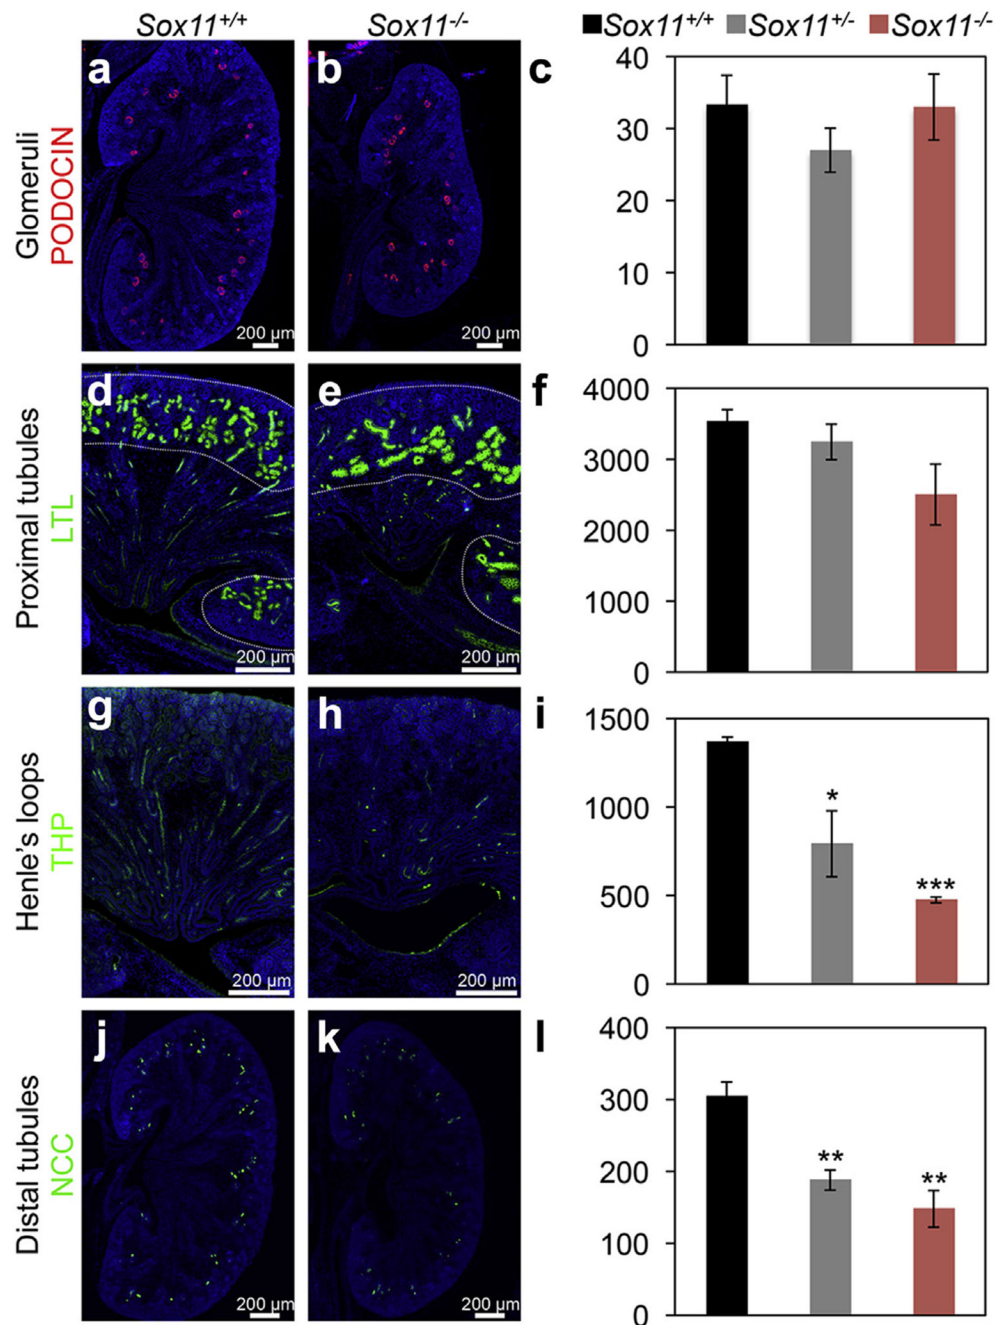 Sox11+/+ Sox11-/- Sox11+/+ Sox11+/- Sox11-/-
Glomeruli
PODOCIN
a b c
200 µm 200 µm
40
30
20
10
0
Proximal tubules
LTL
d e f
200 µm 200 µm
4000
3000
2000
1000
0
Henle's loops
THP
g h i
200 µm 200 µm
1500
1000
500
0
*
***
Distal tubules
NCC
j k l
200 µm 200 µm
400
300
200
100
0
**
**